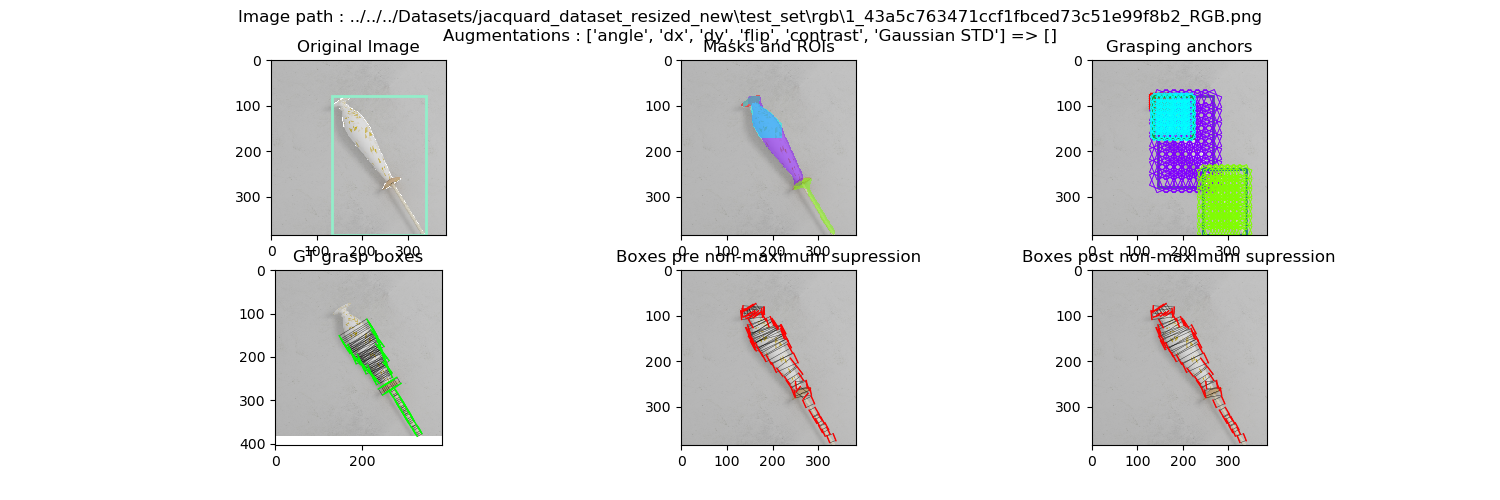 Image path : ../../../Datasets/jacquard_dataset_resized_new\test_set\rgb\1_43a5c763471ccf1fbced73c51e99f8b2_RGB.png
Augmentations : ['angle', 'dx', 'dy', 'flip', 'contrast', 'Gaussian STD'] => []
Original Image
Masks and ROIs
Grasping anchors
0
100
200
300
0 100 200 300
0
100
200
300
0 100 200 300
0
100
200
300
0 100 200 300
GT grasp boxes
Boxes pre non-maximum supression
Boxes post non-maximum supression
0
100
200
300
400
0 200
0
100
200
300
0 100 200 300
0
100
200
300
0 100 200 300